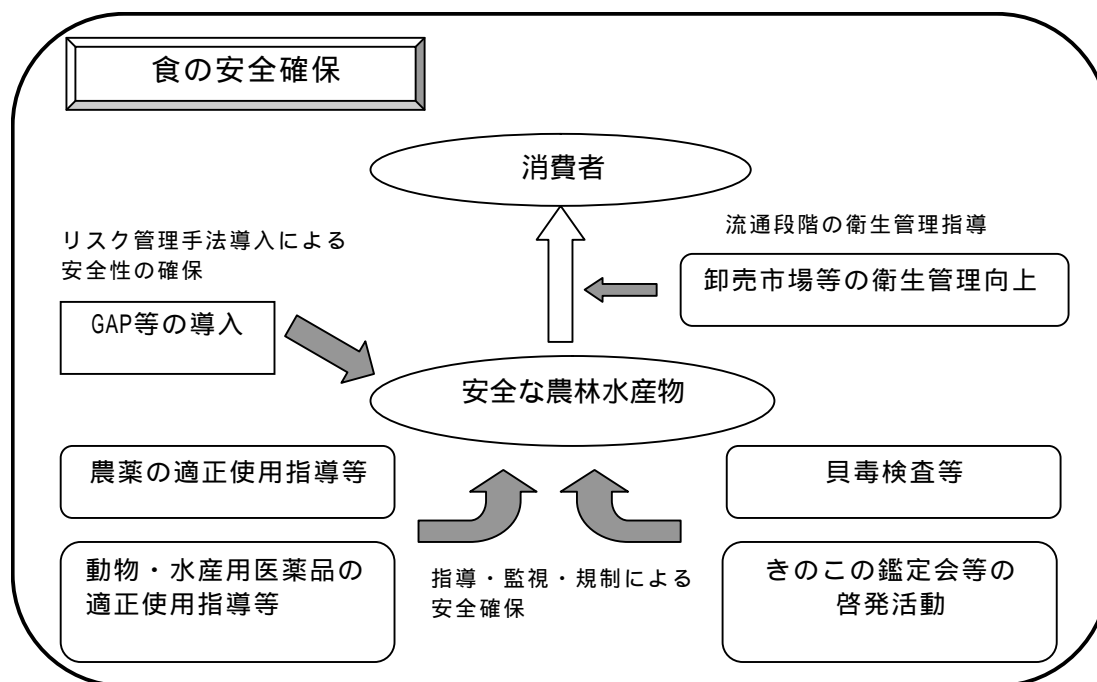 食の安全確保
消費者
リスク管理手法導入による
安全性の確保
流通段階の衛生管理指導
卸売市場等の衛生管理向上
GAP等の導入
安全な農林水産物
農薬の適正使用指導等
貝毒検査等
動物・水産用医薬品の
適正使用指導等
指導・監視・規制による
安全確保
きのこの鑑定会等の
啓発活動